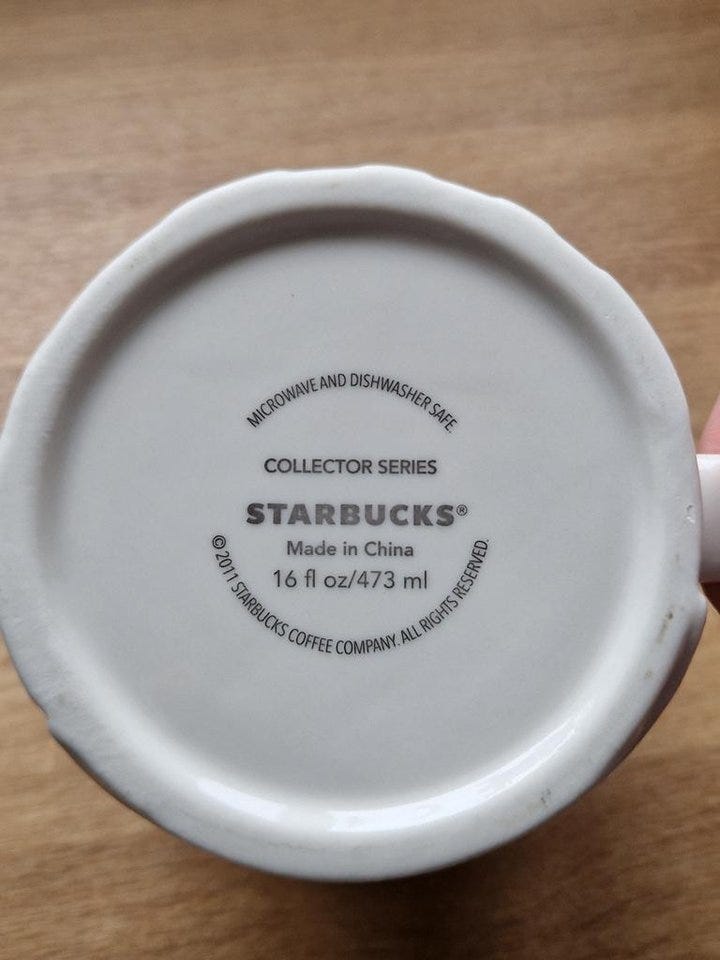 MICROWAVE AND DISHWASHER SAFE.
COLLECTOR SERIES
STARBUCKS®
Made in China
16 fl oz/473 ml
© 2011 STARBUCKS COFFEE COMPANY. ALL RIGHTS RESERVED.